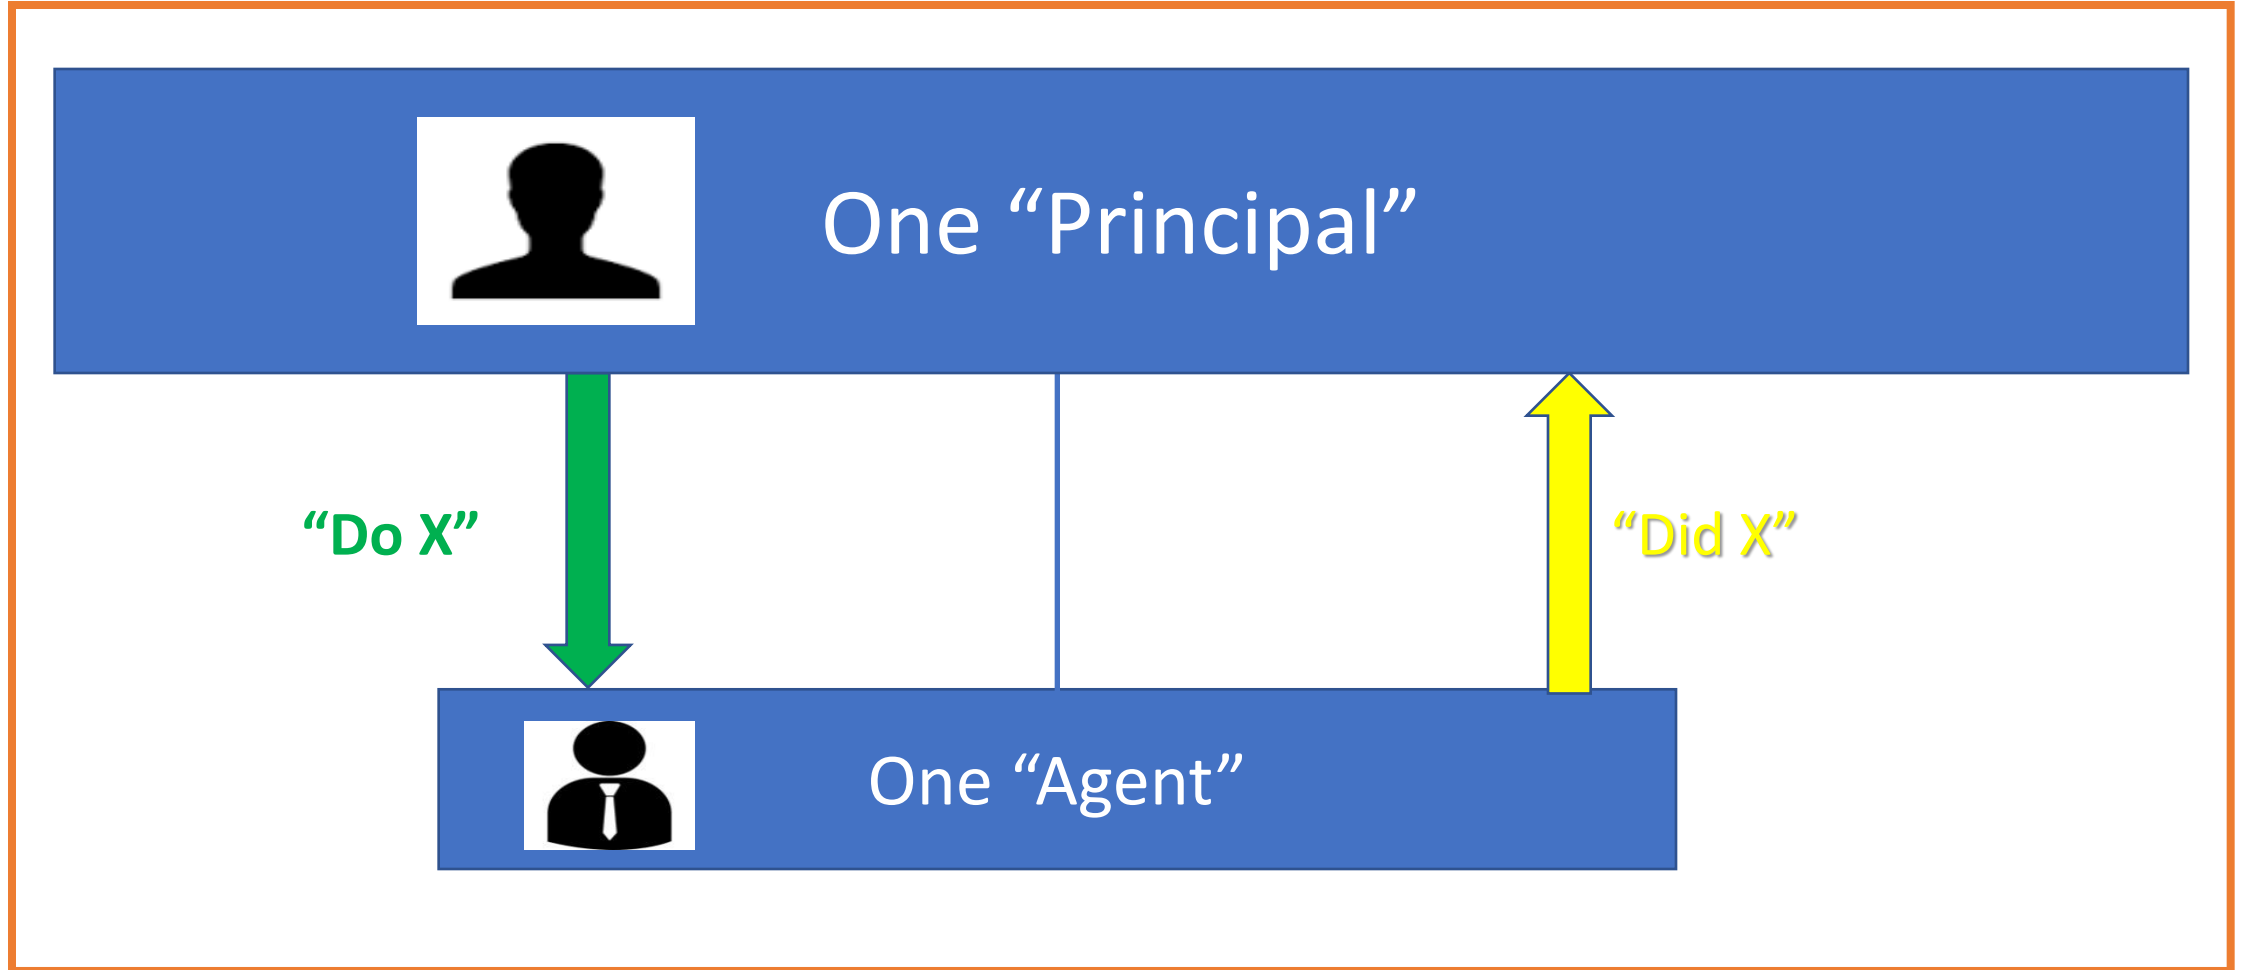 One “Principal”
“Do X”
“Did X”
One “Agent”